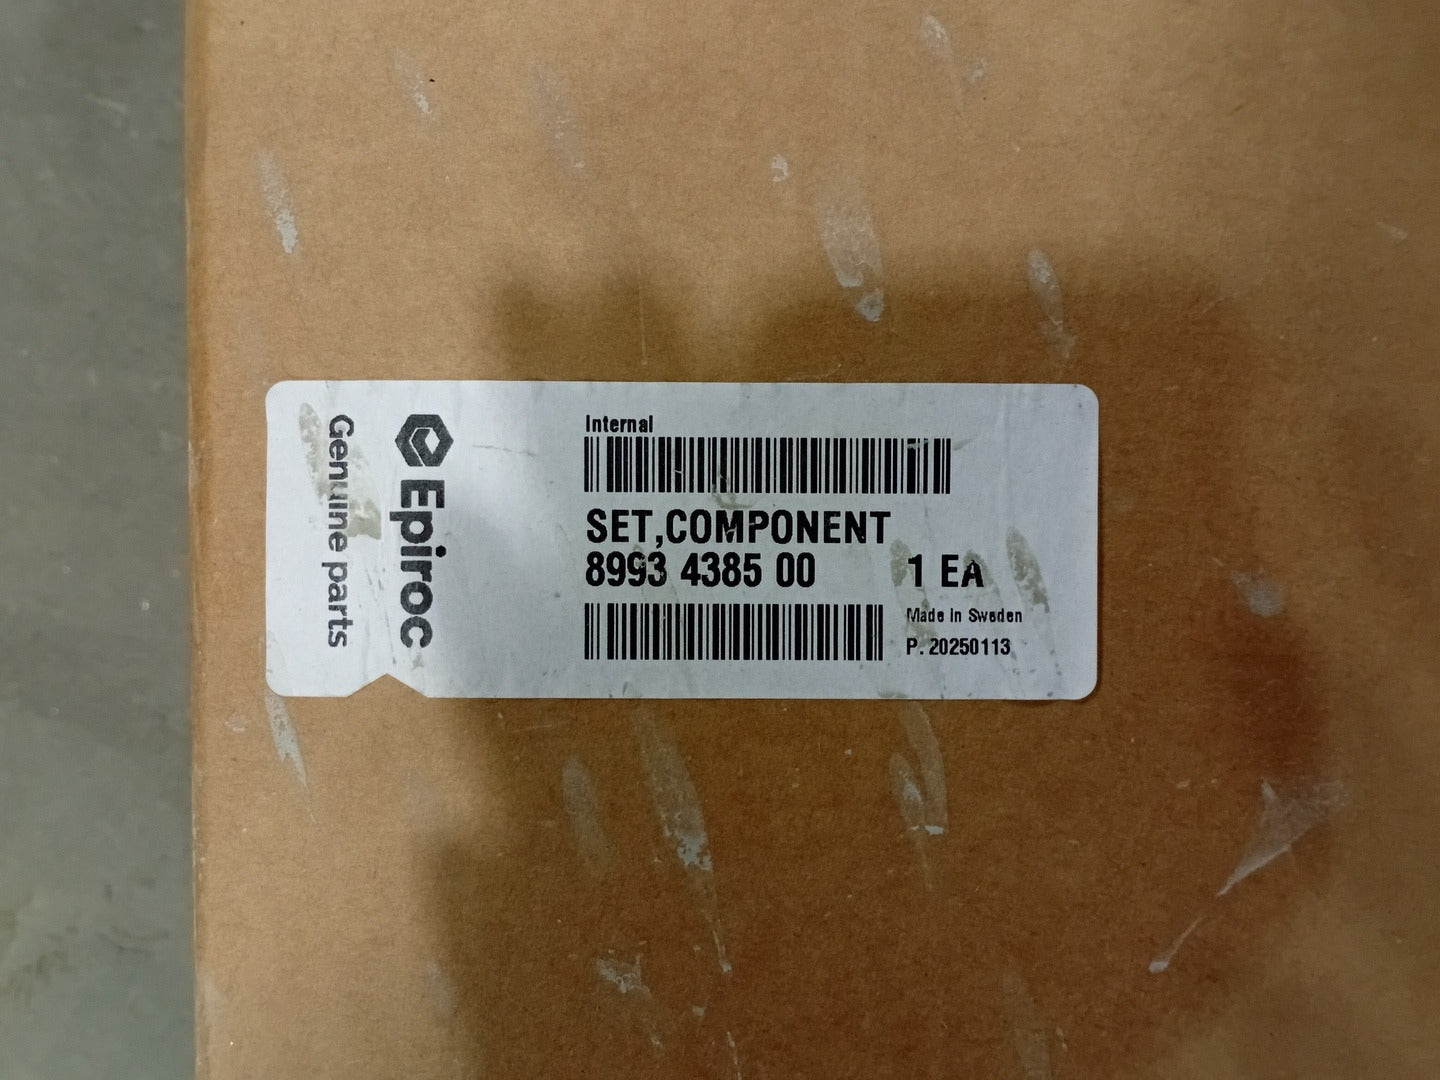 Epiroc
Genuine parts
Internal
SET,COMPONENT
8993 4385 00 1 EA
Made in Sweden
P. 20250113